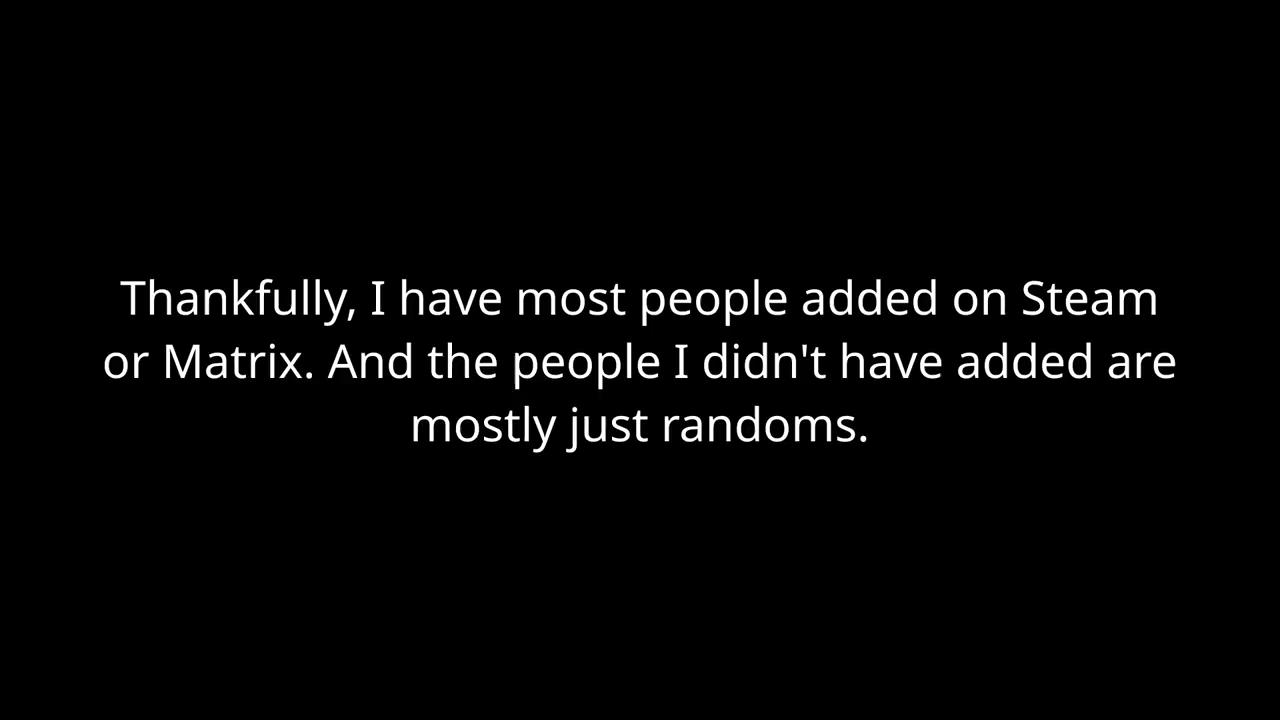 Thankfully, I have most people added on Steam
or Matrix. And the people I didn't have added are
mostly just randoms.